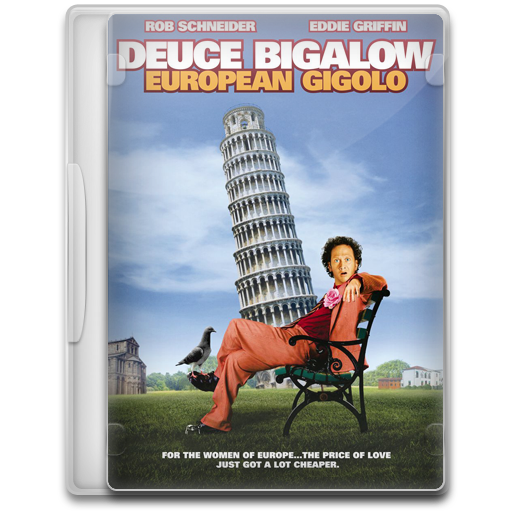 ROB SCHNEIDER EDDIE GRIFFIN
DEUCE BIGALOW
EUROPEAN GIGOLO
FOR THE WOMEN OF EUROPE...THE PRICE OF LOVE
JUST GOT A LOT CHEAPER.